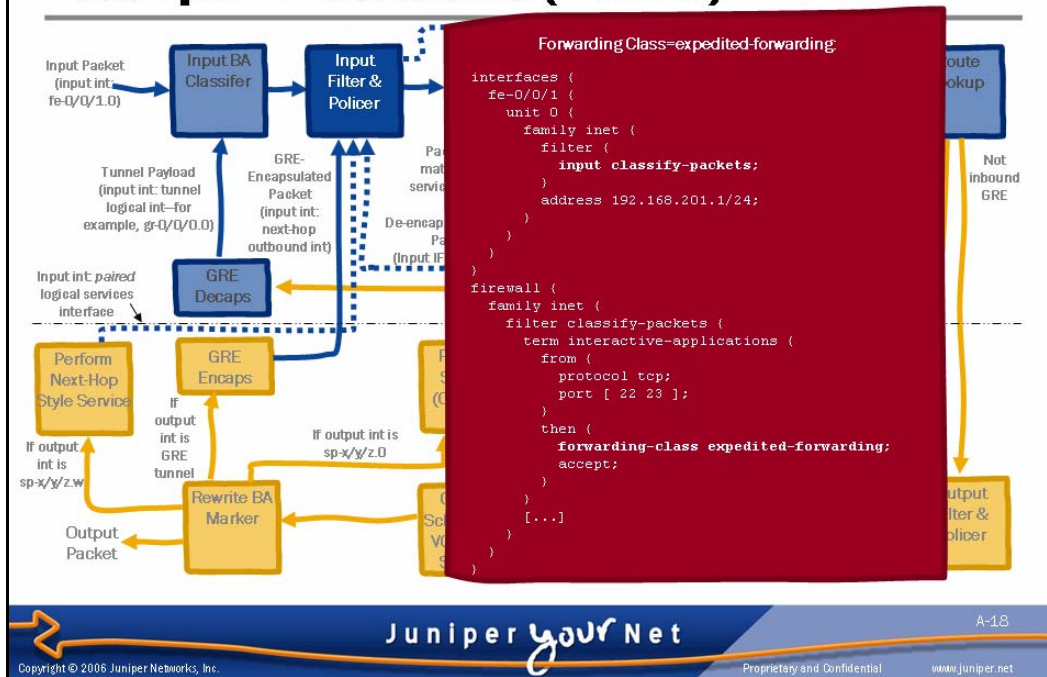 Input Packet
(input int:
fe-0/0/1.0)
Input BA
Classifer
Input
Filter &
Policer
Tunnel Payload
(input int: tunnel
logical int—for
example, gr-0/0/0.0)
GRE-
Encapsulated
Packet
(input int:
next-hop
outbound int)
De-encap
(Input IF
Input int: paired
logical services
interface
GRE
Decaps
Forwarding Class=expedited-forwarding:
interfaces {
fe-0/0/1 {
unit 0 {
family inet {
filter {
input classify-packets;
}
address 192.168.201.1/24;
}
}
}
}
firewall {
family inet {
filter classify-packets {
term interactive-applications {
from {
protocol tcp;
port [ 22 23 ];
}
then {
forwarding-class expedited-forwarding;
accept;
}
}
[...]
}
}
}
Not
inbound
GRE
Perform
Next-Hop
Style Service
GRE
Encaps
If output
int is
sp-x/y/z.w
If
output
int is
GRE
tunnel
If output int is
sp-x/y/z.0
Rewrite BA
Marker
Output
Packet
Juniper your Net
A-18
Copyright © 2006 Juniper Networks, Inc.
Proprietary and Confidential
www.juniper.net